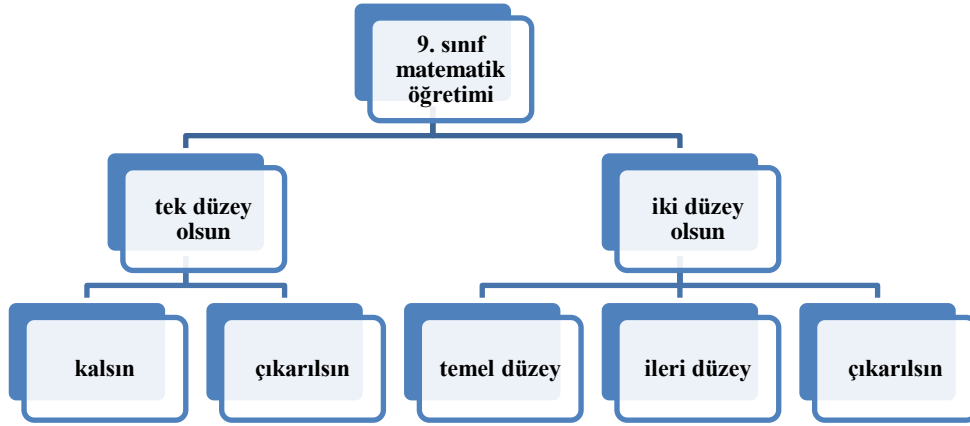 9. sınıf
matematik
öğretimi
tek düzey
olsun
iki düzey
olsun
kalsın
çıkarılsın
temel düzey
ileri düzey
çıkarılsın